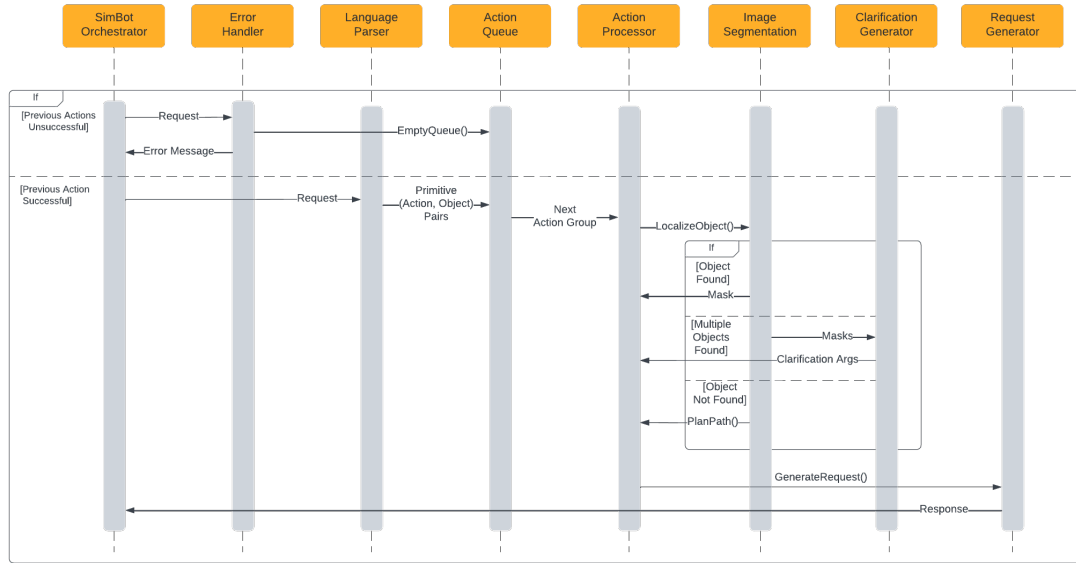 SimBot
Orchestrator
Error
Handler
Language
Parser
Action
Queue
Action
Processor
Image
Segmentation
Clarification
Generator
Request
Generator
If
[Previous Actions
Unsuccessful]
Request
EmptyQueue()
Error Message
[Previous Action
Successful]
Request
Primitive
(Action, Object)
Pairs
Next
Action Group
LocalizeObject()
If
[Object
Found]
Mask
[Multiple
Objects
Found]
Masks
Clarification Args
[Object
Not Found]
PlanPath()
GenerateRequest()
Response